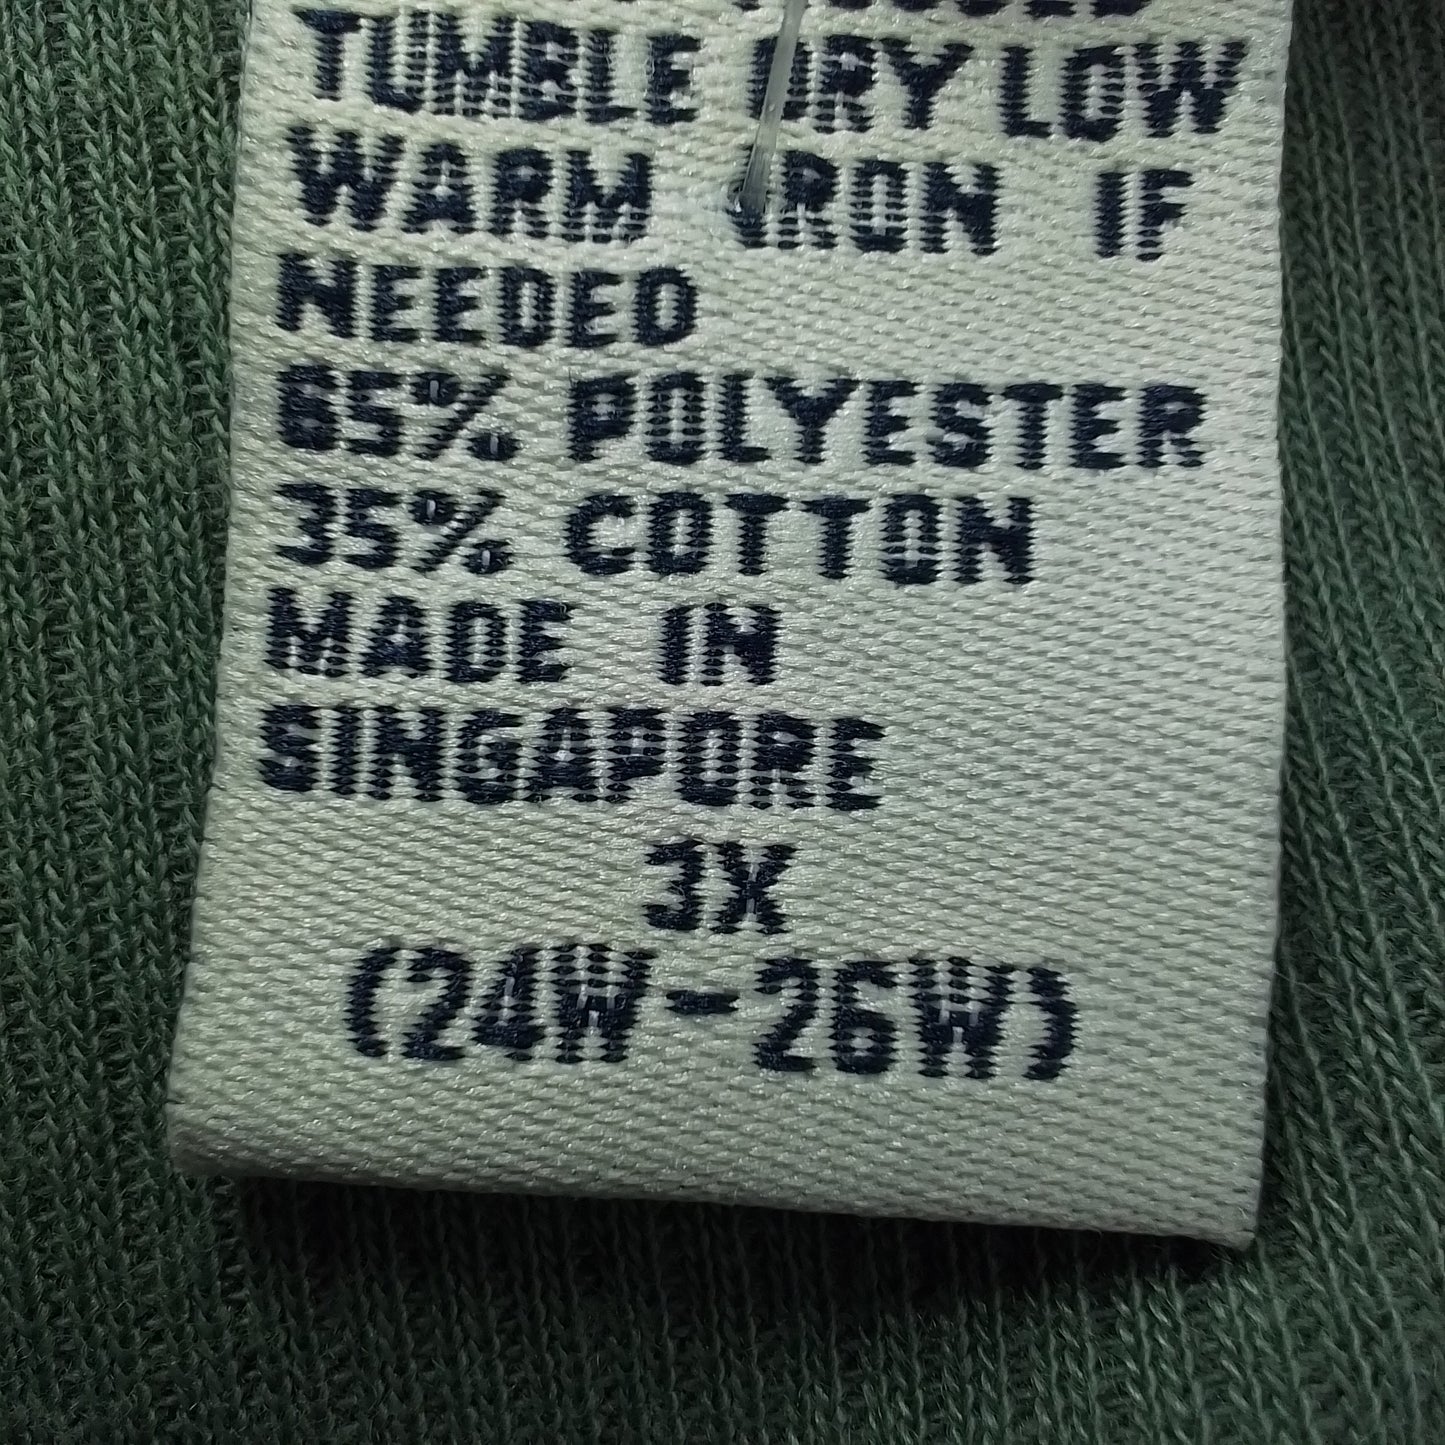 TUMBLE DRY LOW
WARM IRON IF
NEEDED
65% POLYESTER
35% COTTON
MADE IN
SINGAPORE
3X
(24W-26W)